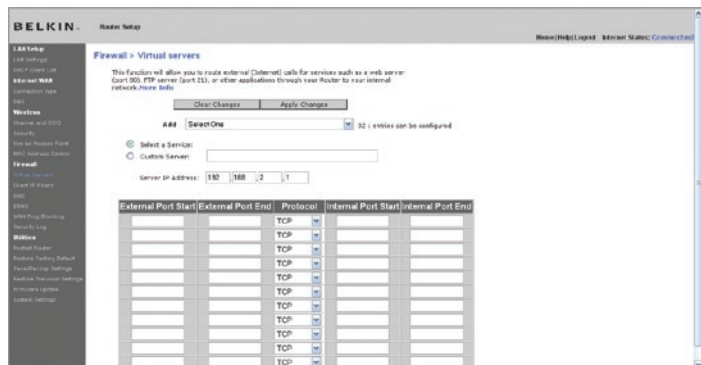 BELKIN.
Router Setup
Home|Help|Logout Internet Status: Connected
LAN Setup
LAN Settings
DHCP Client List
Internet WAN
Connection Type
DNS
Wireless
Channel and SSID
Security
Use as Access Point
MAC Address Control
Firewall
Virtual Servers
Client IP Filters
DMZ
DDNS
WAN Ping Blocking
Security Log
Utilities
Restart Router
Restore Factory Default
Save/Backup Settings
Restore Previous Settings
Firmware Update
System Settings
Firewall > Virtual servers
This function will allow you to route external (Internet) calls for services such as a web server
(port 80), FTP server (port 21), or other applications through your Router to your internal
network. More Info
Clear Changes Apply Changes
Add Select One 32 : entries can be configured
Select a Service:
Custom Server:
Server IP Address: 192 .168 .2 .1
External Port Start External Port End Protocol Internal Port Start Internal Port End
TCP
TCP
TCP
TCP
TCP
TCP
TCP
TCP
TCP
TCP
TCP